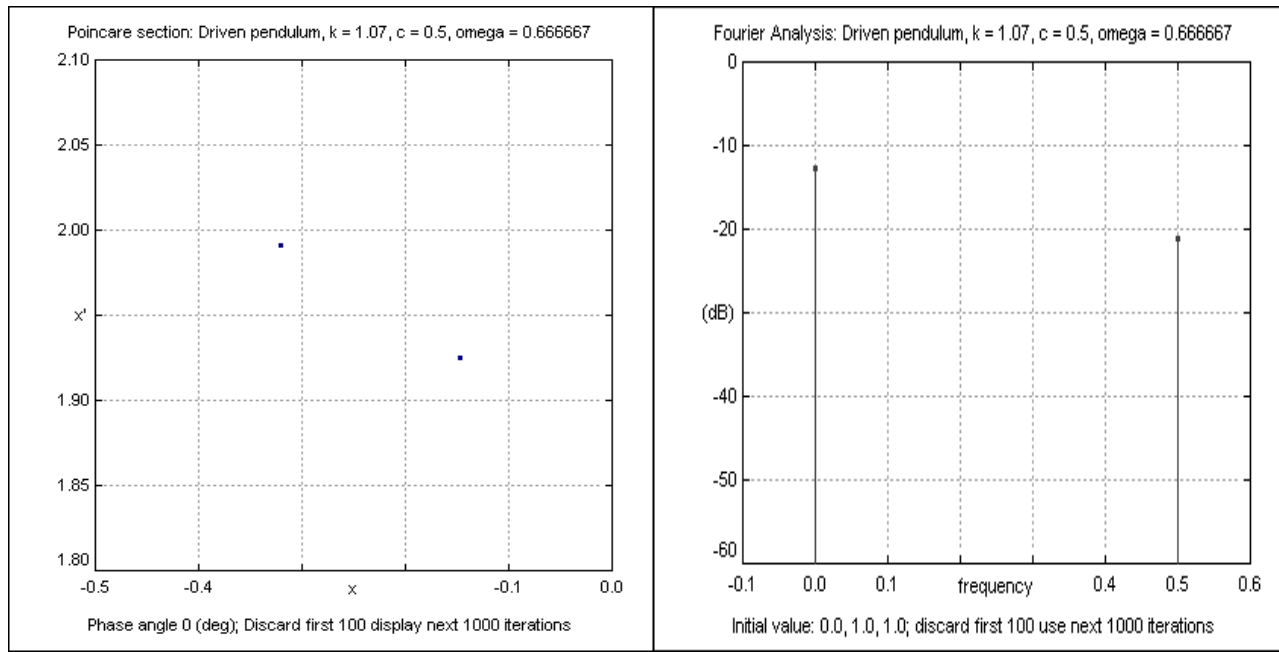 Poincare section: Driven pendulum, k = 1.07, c = 0.5, omega = 0.666667
2.10
2.05
2.00
x'
1.90
1.85
1.80
-0.5
-0.4
x
-0.1
0.0
Phase angle 0 (deg); Discard first 100 display next 1000 iterations
Fourier Analysis: Driven pendulum, k = 1.07, c = 0.5, omega = 0.666667
0
-10
-20
(dB)
-40
-50
-60
-0.1
0.0
0.1
frequency
0.4
0.5
0.6
Initial value: 0.0, 1.0, 1.0; discard first 100 use next 1000 iterations